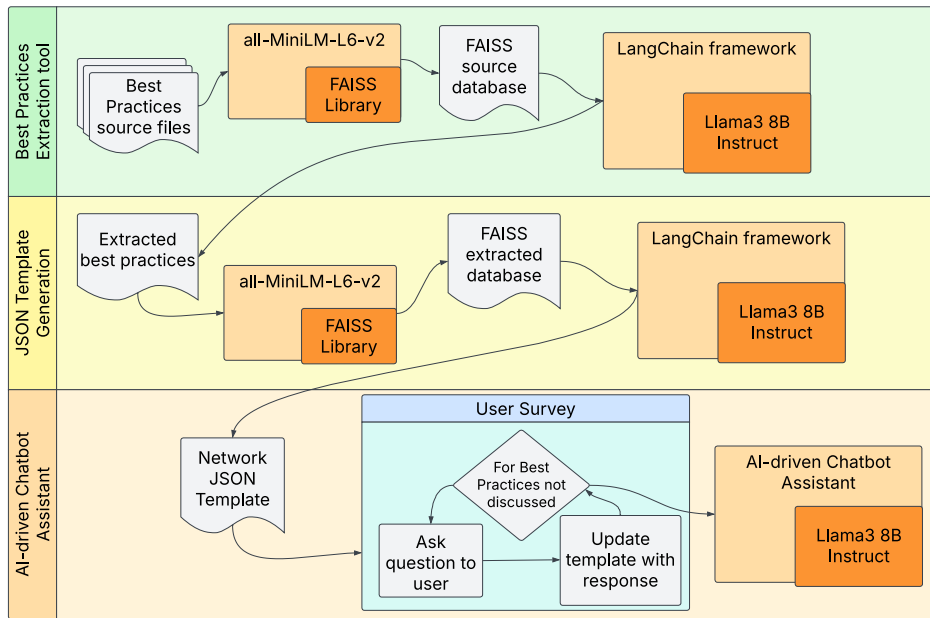 Best Practices
Extraction tool
Best
Practices
source files
all-MiniLM-L6-v2
FAISS
Library
FAISS
source
database
LangChain framework
Llama3 8B
Instruct
JSON Template
Generation
Extracted
best practices
all-MiniLM-L6-v2
FAISS
Library
FAISS
extracted
database
LangChain framework
Llama3 8B
Instruct
AI-driven Chatbot
Assistant
Network
JSON
Template
User Survey
For Best
Practices not
discussed
Ask
question to
user
Update
template with
response
AI-driven Chatbot
Assistant
Llama3 8B
Instruct